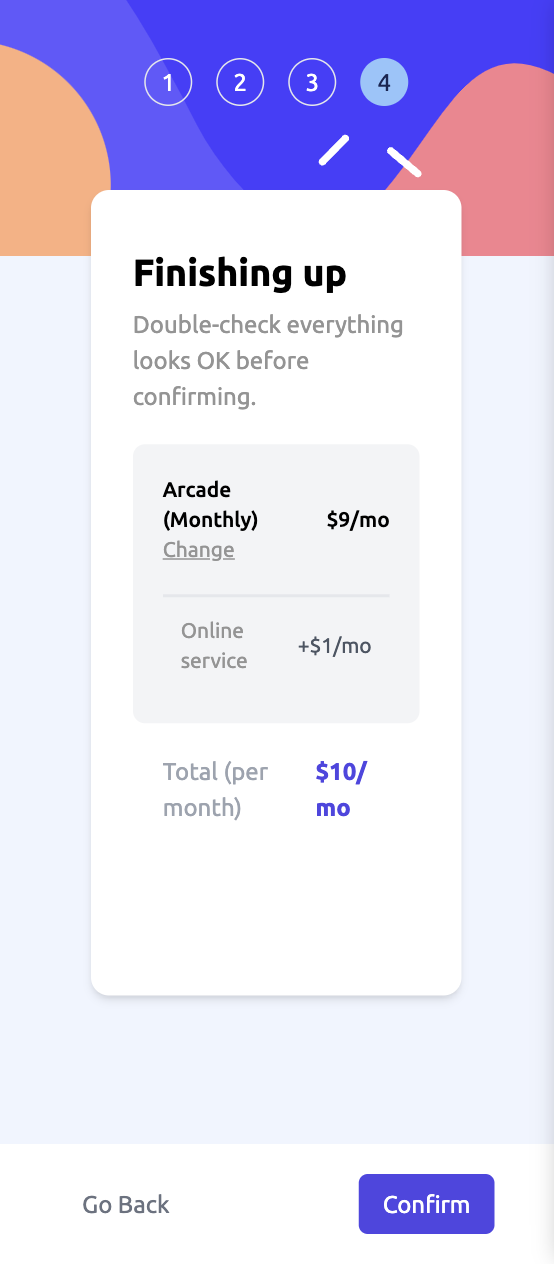 1 2 3 4
Finishing up
Double-check everything
looks OK before
confirming.
Arcade
(Monthly)
$9/mo
Change
Online
service
+$1/mo
Total (per
month)
$10/
mo
Go Back
Confirm